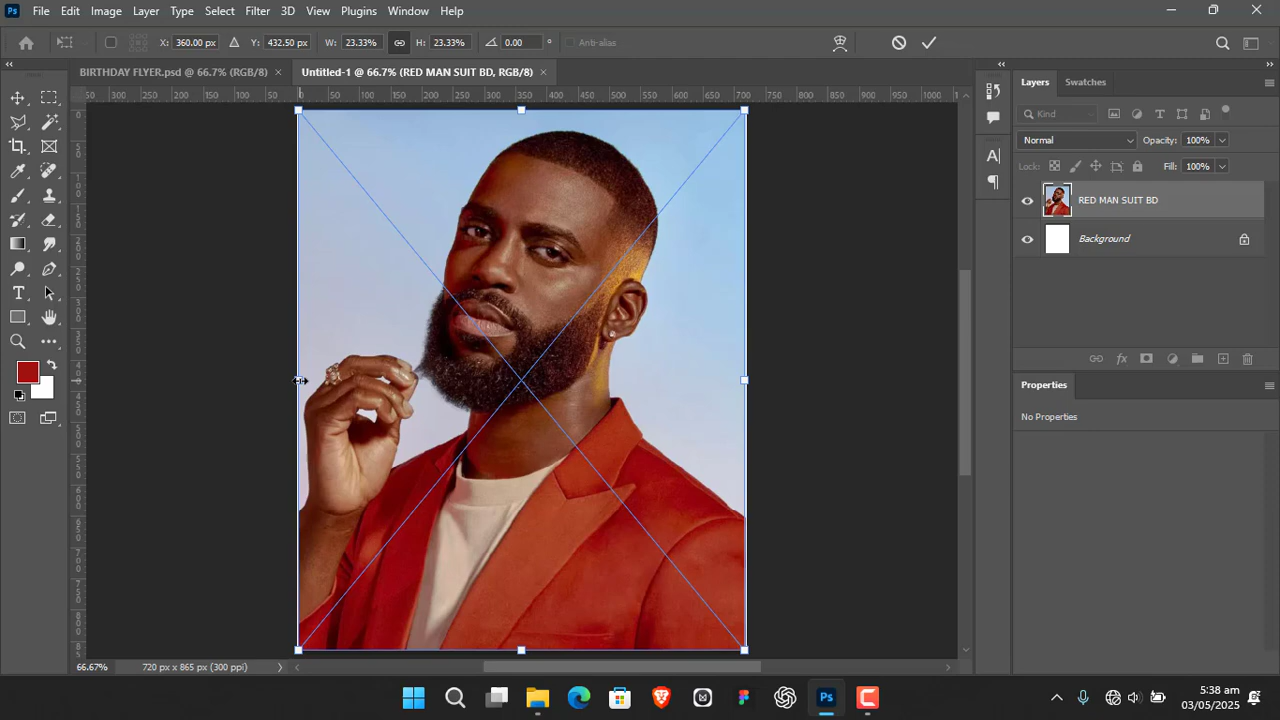 Ps File Edit Image Layer Type Select Filter 3D View Plugins Window Help
X: 360.00 px Y: 432.50 px W: 23.33% H: 23.33% 0.00 ° Anti-alias
BIRTHDAY FLYER.psd @ 66.7% (RGB/8) × Untitled-1 @ 66.7% (RED MAN SUIT BD, RGB/8) ×
Layers Swatches
Kind
Normal Opacity: 100%
Lock: Fill: 100%
RED MAN SUIT BD
Background
fx
Properties
No Properties
66.67% 720 px x 865 px (300 ppi)
Ps
5:38 am
03/05/2025